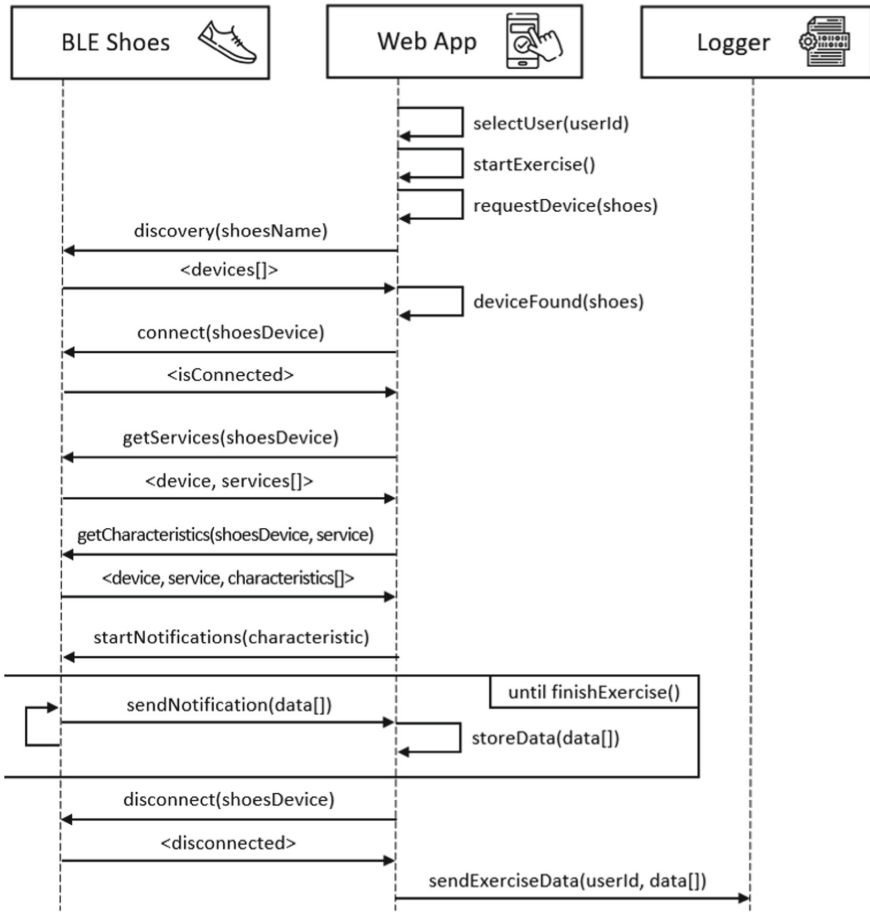 BLE Shoes
Web App
Logger
selectUser(userId)
startExercise()
requestDevice(shoes)
discovery(shoesName)
<devices[]>
deviceFound(shoes)
connect(shoesDevice)
<isConnected>
getServices(shoesDevice)
<device, services[]>
getCharacteristics(shoesDevice, service)
<device, service, characteristics[]>
startNotifications(characteristic)
until finishExercise()
sendNotification(data[])
storeData(data[])
disconnect(shoesDevice)
<disconnected>
sendExerciseData(userId, data[])